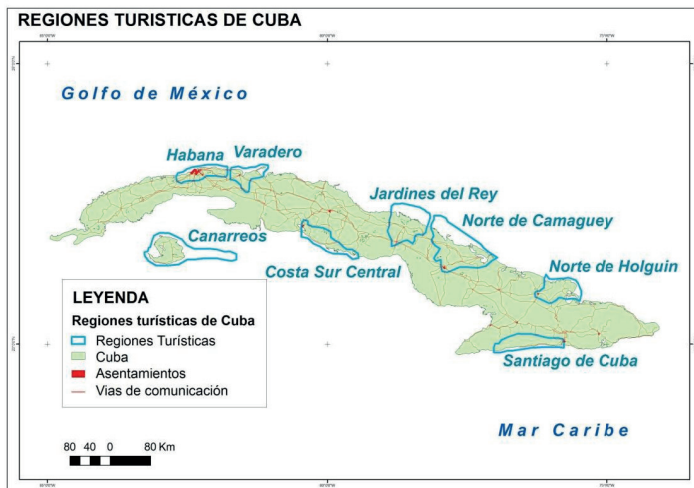 REGIONES TURISTICAS DE CUBA
Golfo de México
Habana
Varadero
Jardines del Rey
Norte de Camaguey
Canarreos
Costa Sur Central
Norte de Holguin
Santiago de Cuba
Mar Caribe
LEYENDA
Regiones turísticas de Cuba
Regiones Turísticas
Cuba
Asentamientos
Vias de comunicación
80 40 0 80 Km